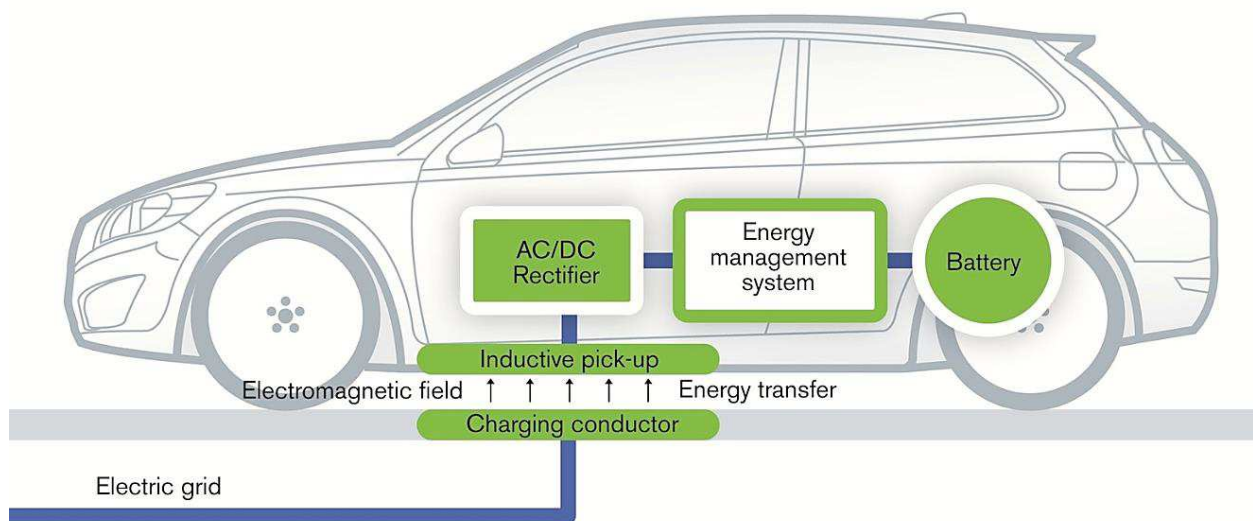 AC/DC
Rectifier
Energy
management
system
Battery
Inductive pick-up
Electromagnetic field
Energy transfer
Charging conductor
Electric grid